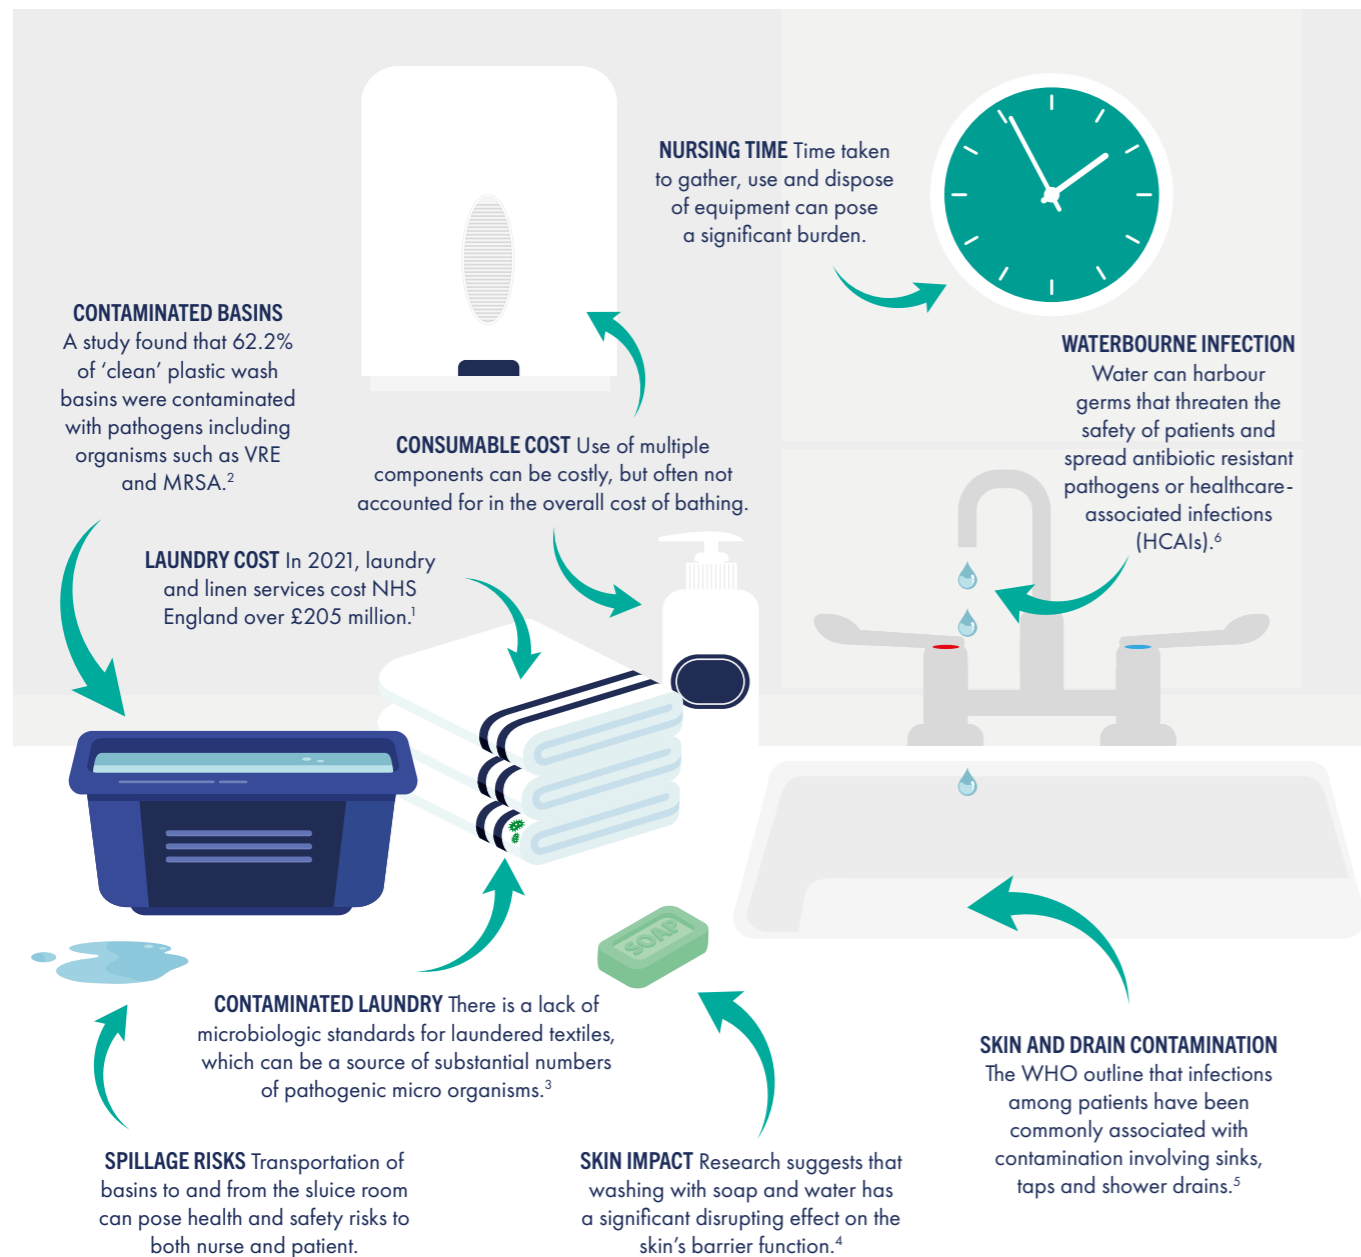 NURSING TIME Time taken
to gather, use and dispose
of equipment can pose
a significant burden.
CONTAMINATED BASINS
A study found that 62.2%
of ‘clean’ plastic wash
basins were contaminated
with pathogens including
organisms such as VRE
and MRSA.²
WATERBOURNE INFECTION
Water can harbour
germs that threaten the
safety of patients and
spread antibiotic resistant
pathogens or healthcare-
associated infections
(HCAIs).⁶
CONSUMABLE COST Use of multiple
components can be costly, but often not
accounted for in the overall cost of bathing.
LAUNDRY COST In 2021, laundry
and linen services cost NHS
England over £205 million.¹
SOAP
CONTAMINATED LAUNDRY There is a lack of
microbiologic standards for laundered textiles,
which can be a source of substantial numbers
of pathogenic micro organisms.³
SKIN AND DRAIN CONTAMINATION
The WHO outline that infections
among patients have been
commonly associated with
contamination involving sinks,
taps and shower drains.⁵
SPILLAGE RISKS Transportation of
basins to and from the sluice room
can pose health and safety risks to
both nurse and patient.
SKIN IMPACT Research suggests that
washing with soap and water has
a significant disrupting effect on the
skin’s barrier function.⁴